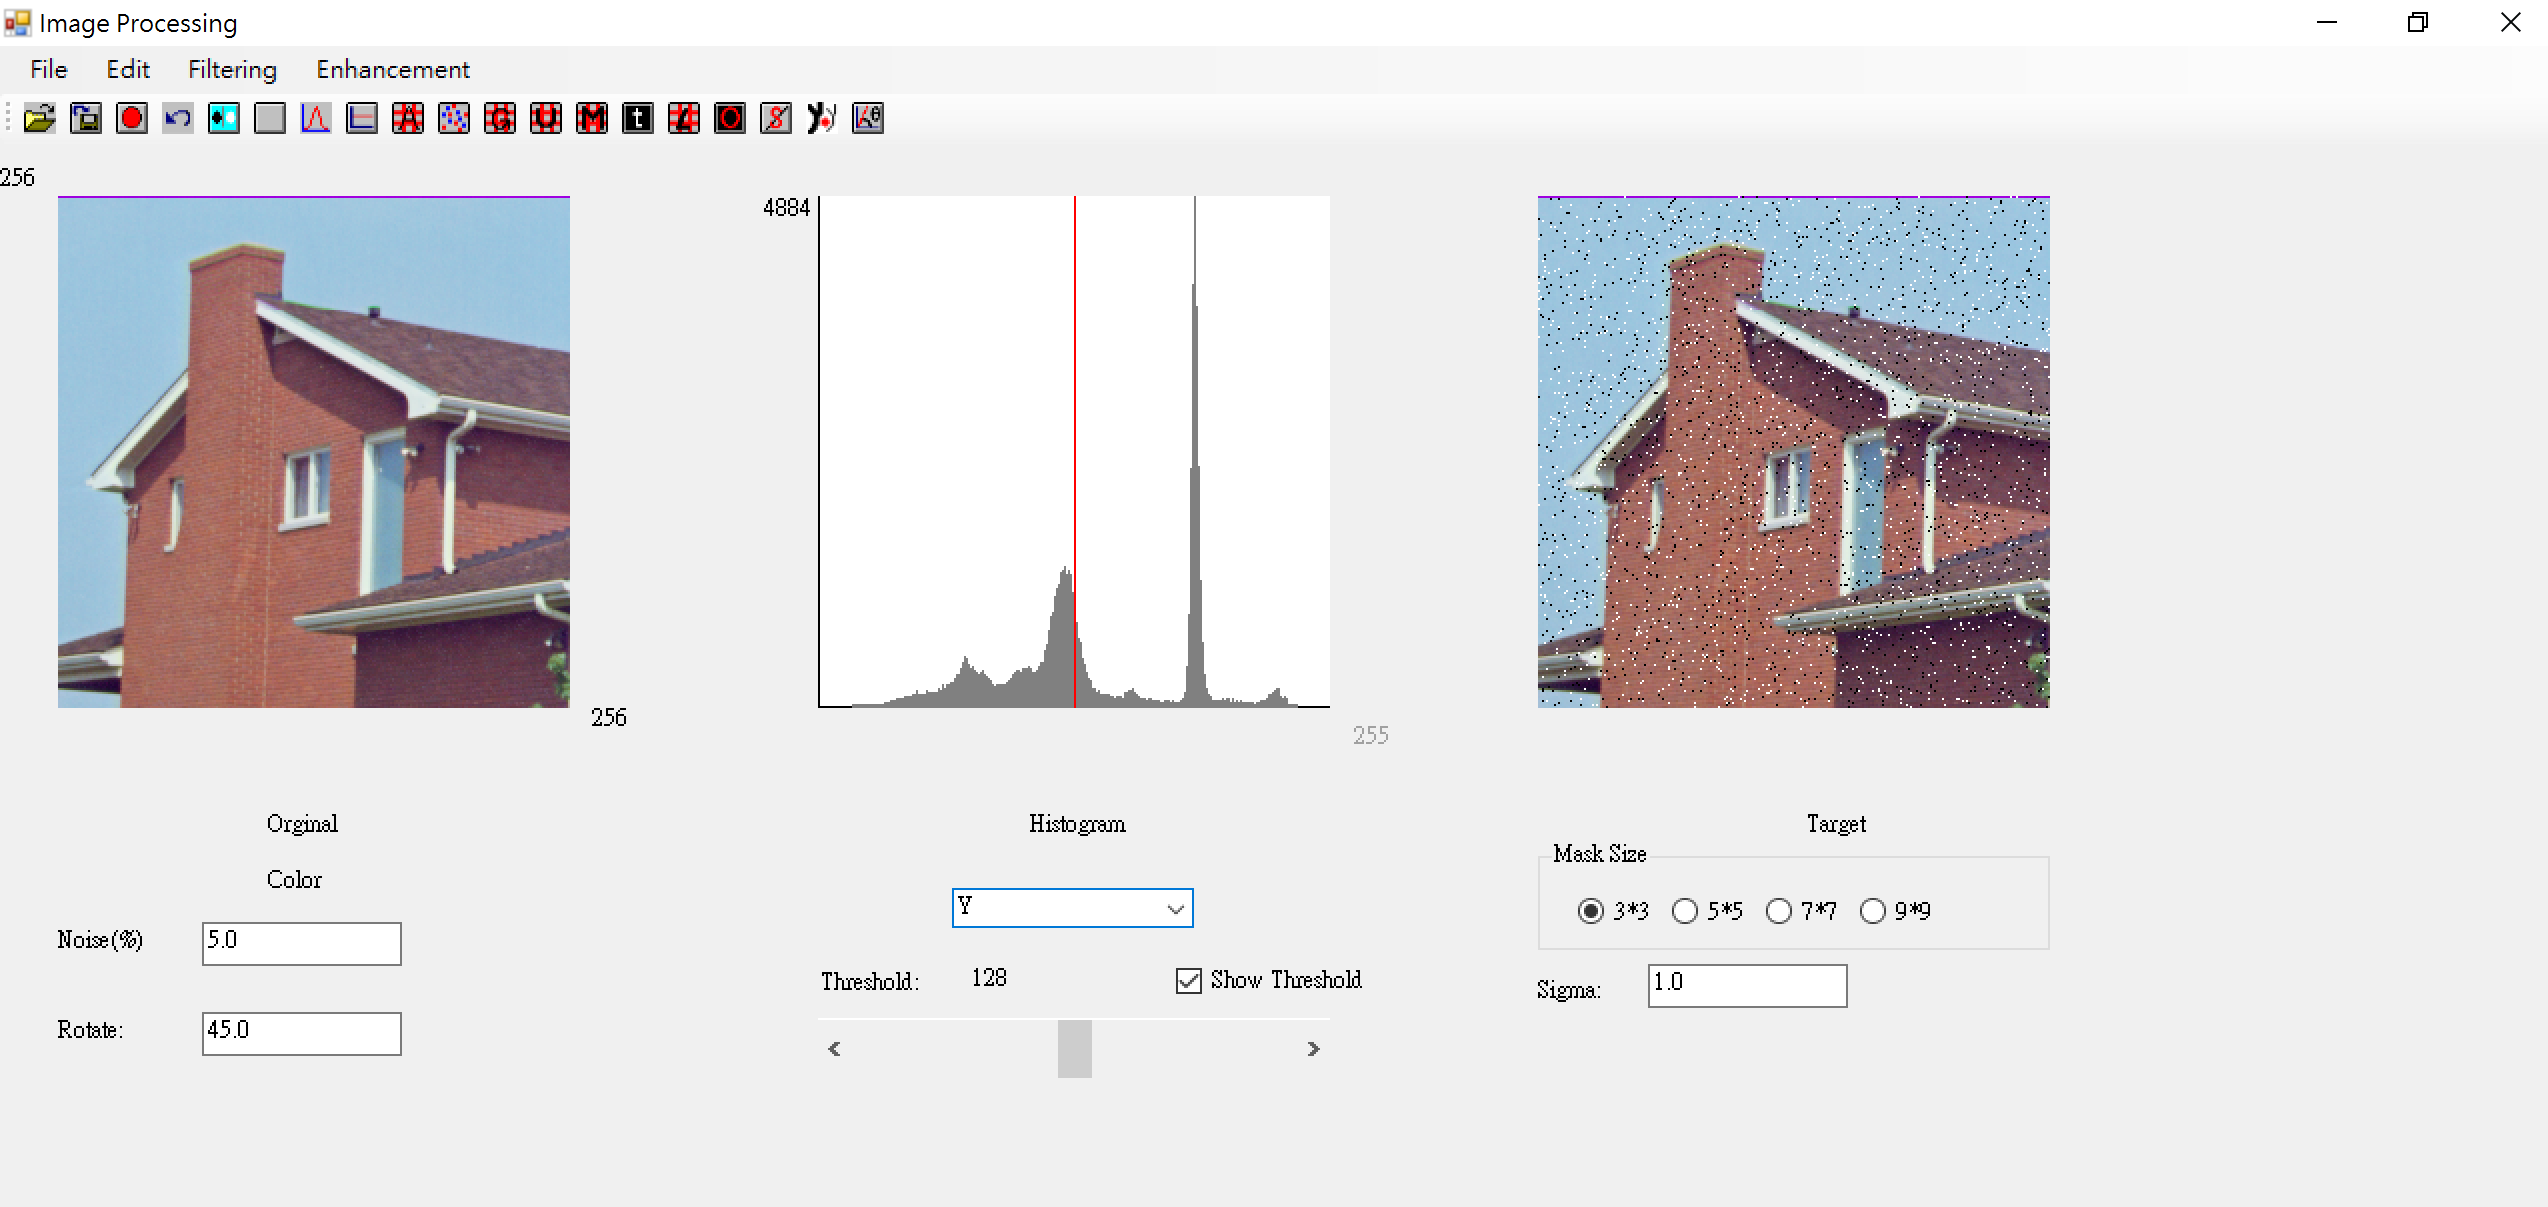 Image Processing
File Edit Filtering Enhancement
A G U M t 4 O S
256
4884
256
255
Orginal
Histogram
Target
Color
Mask Size
3*3 5*5 7*7 9*9
Y
Noise(%) 5.0
Threshold: 128 Show Threshold
Sigma: 1.0
Rotate: 45.0